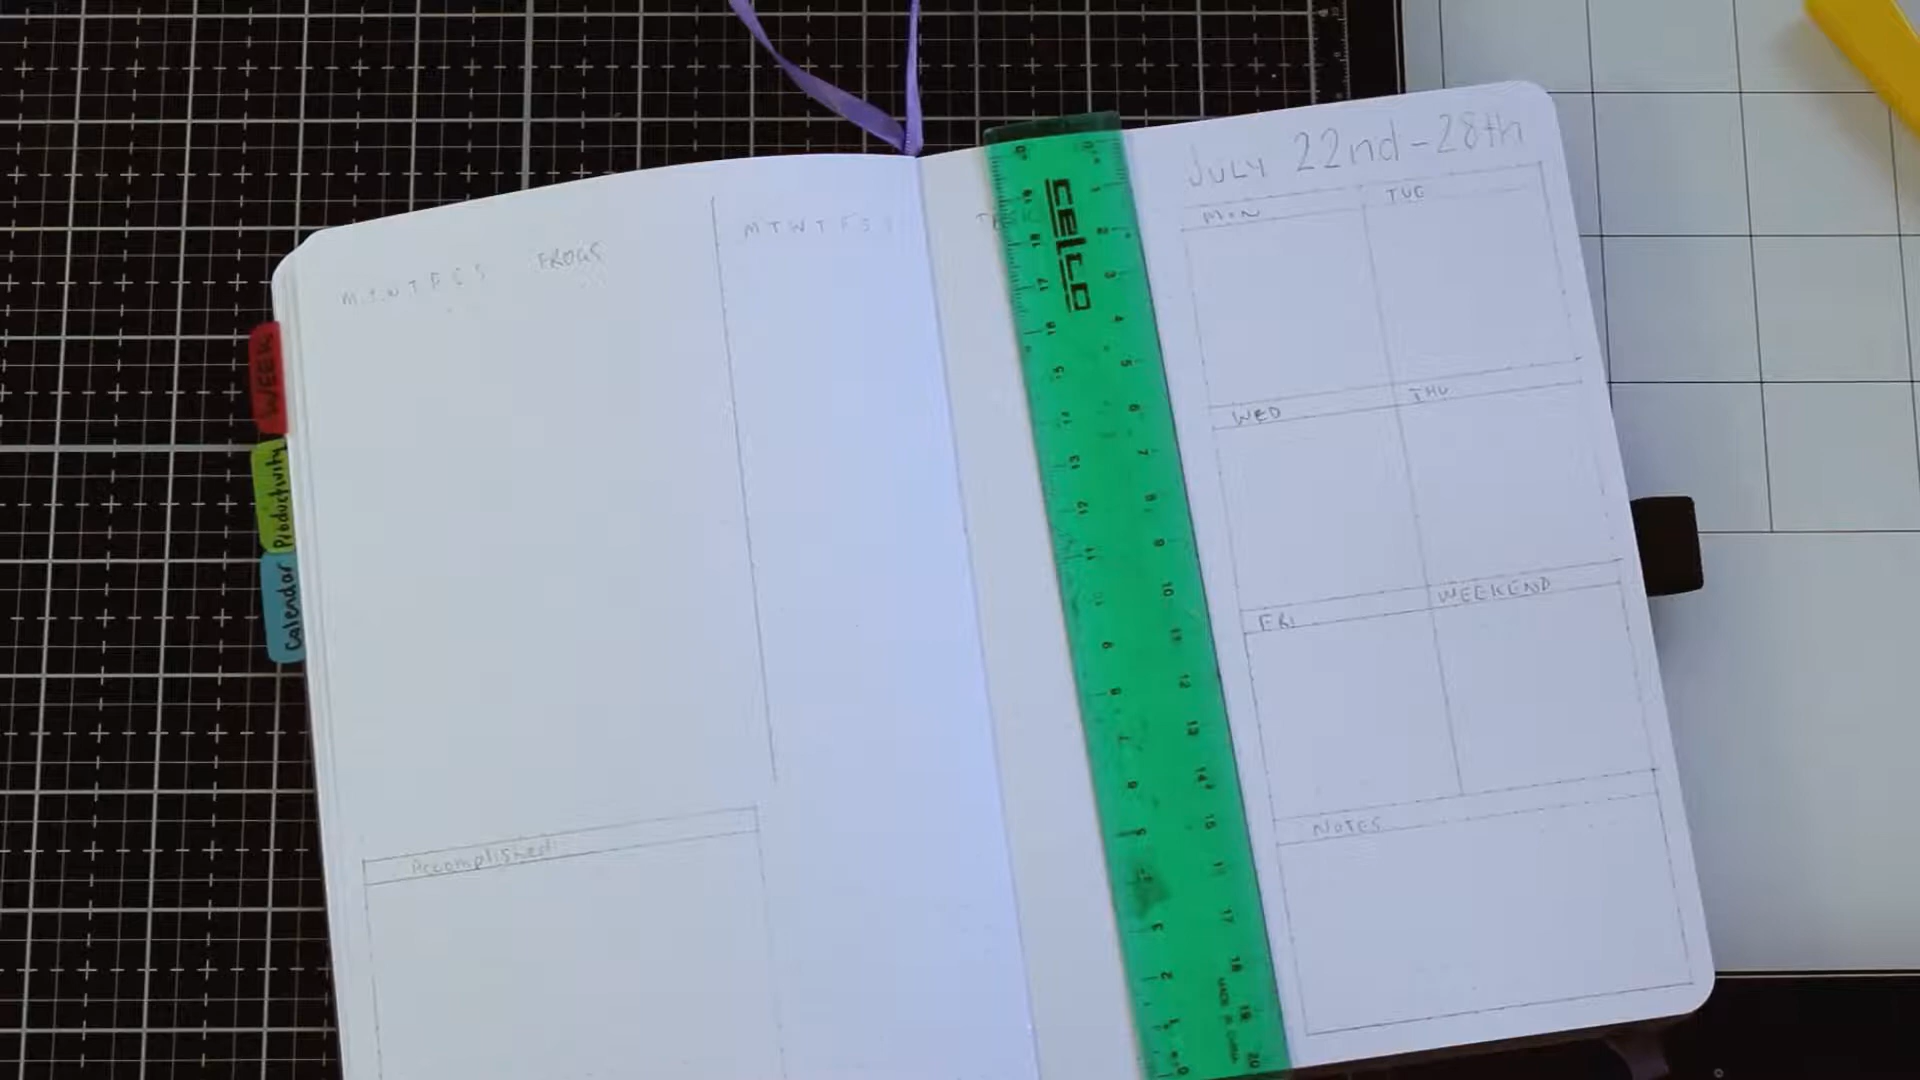 WEEK
Productivity
Calendar
M T W T F S S FROGS
M T W T F S S
Accomplished:
celco
JULY 22nd - 28th
MON
TUE
WED
THU
FRI
WEEKEND
NOTES